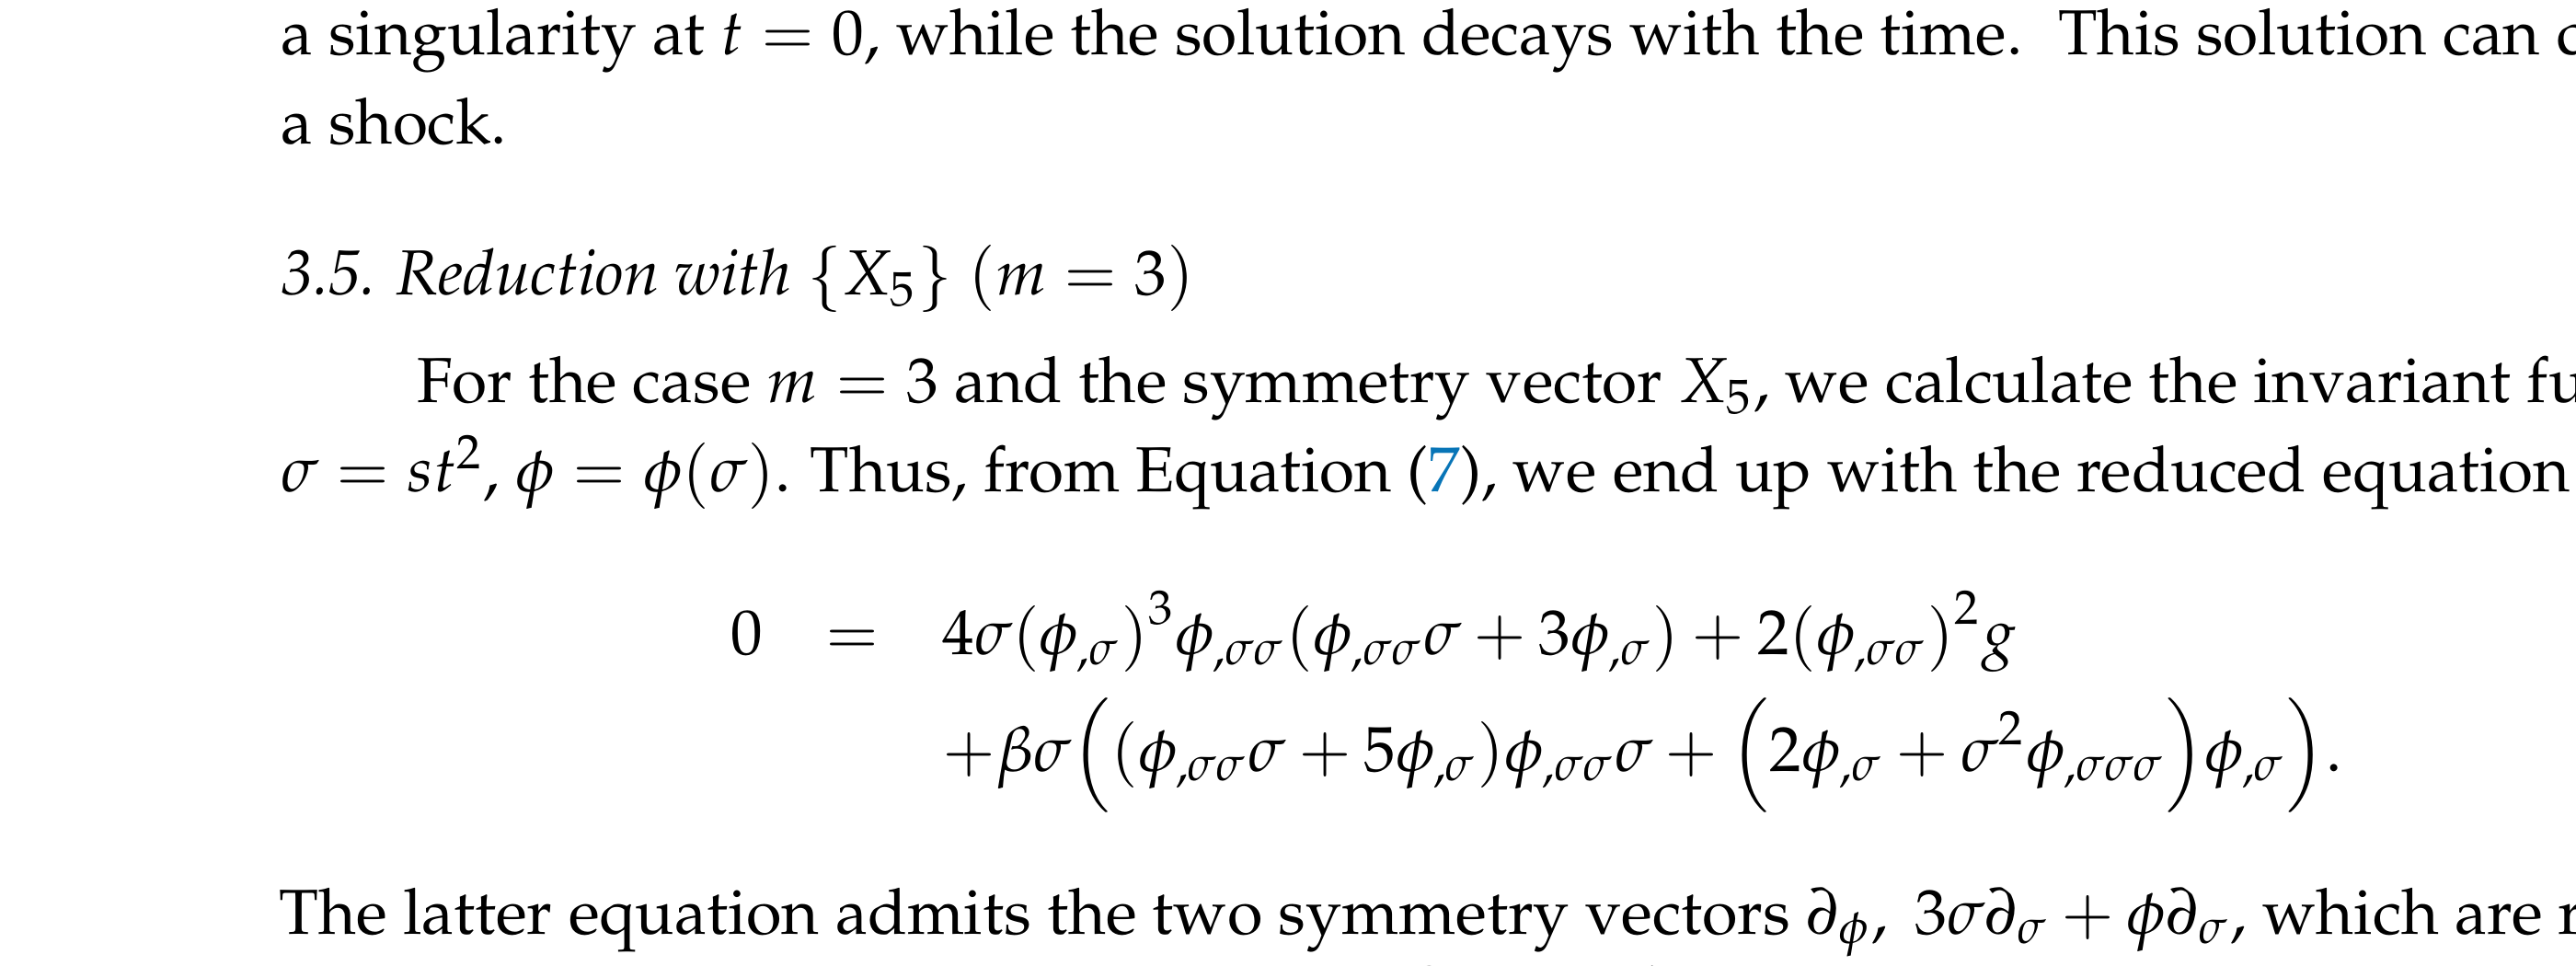 a singularity at t = 0, while the solution decays with the time. This solution can
a shock.
3.5. Reduction with {X₅} (m = 3)
For the case m = 3 and the symmetry vector X₅, we calculate the invariant
σ = st², ϕ = ϕ(σ). Thus, from Equation (7), we end up with the reduced equation
0 = 4σ(ϕ,σ)³ϕ,σσ(ϕ,σσσ + 3ϕ,σ) + 2(ϕ,σσ)²g
+βσ((ϕ,σσσ + 5ϕ,σ)ϕ,σσσ + (2ϕ,σ + σ²ϕ,σσσ)ϕ,σ).
The latter equation admits the two symmetry vectors ∂ϕ, 3σ∂σ + ϕ∂σ, which are